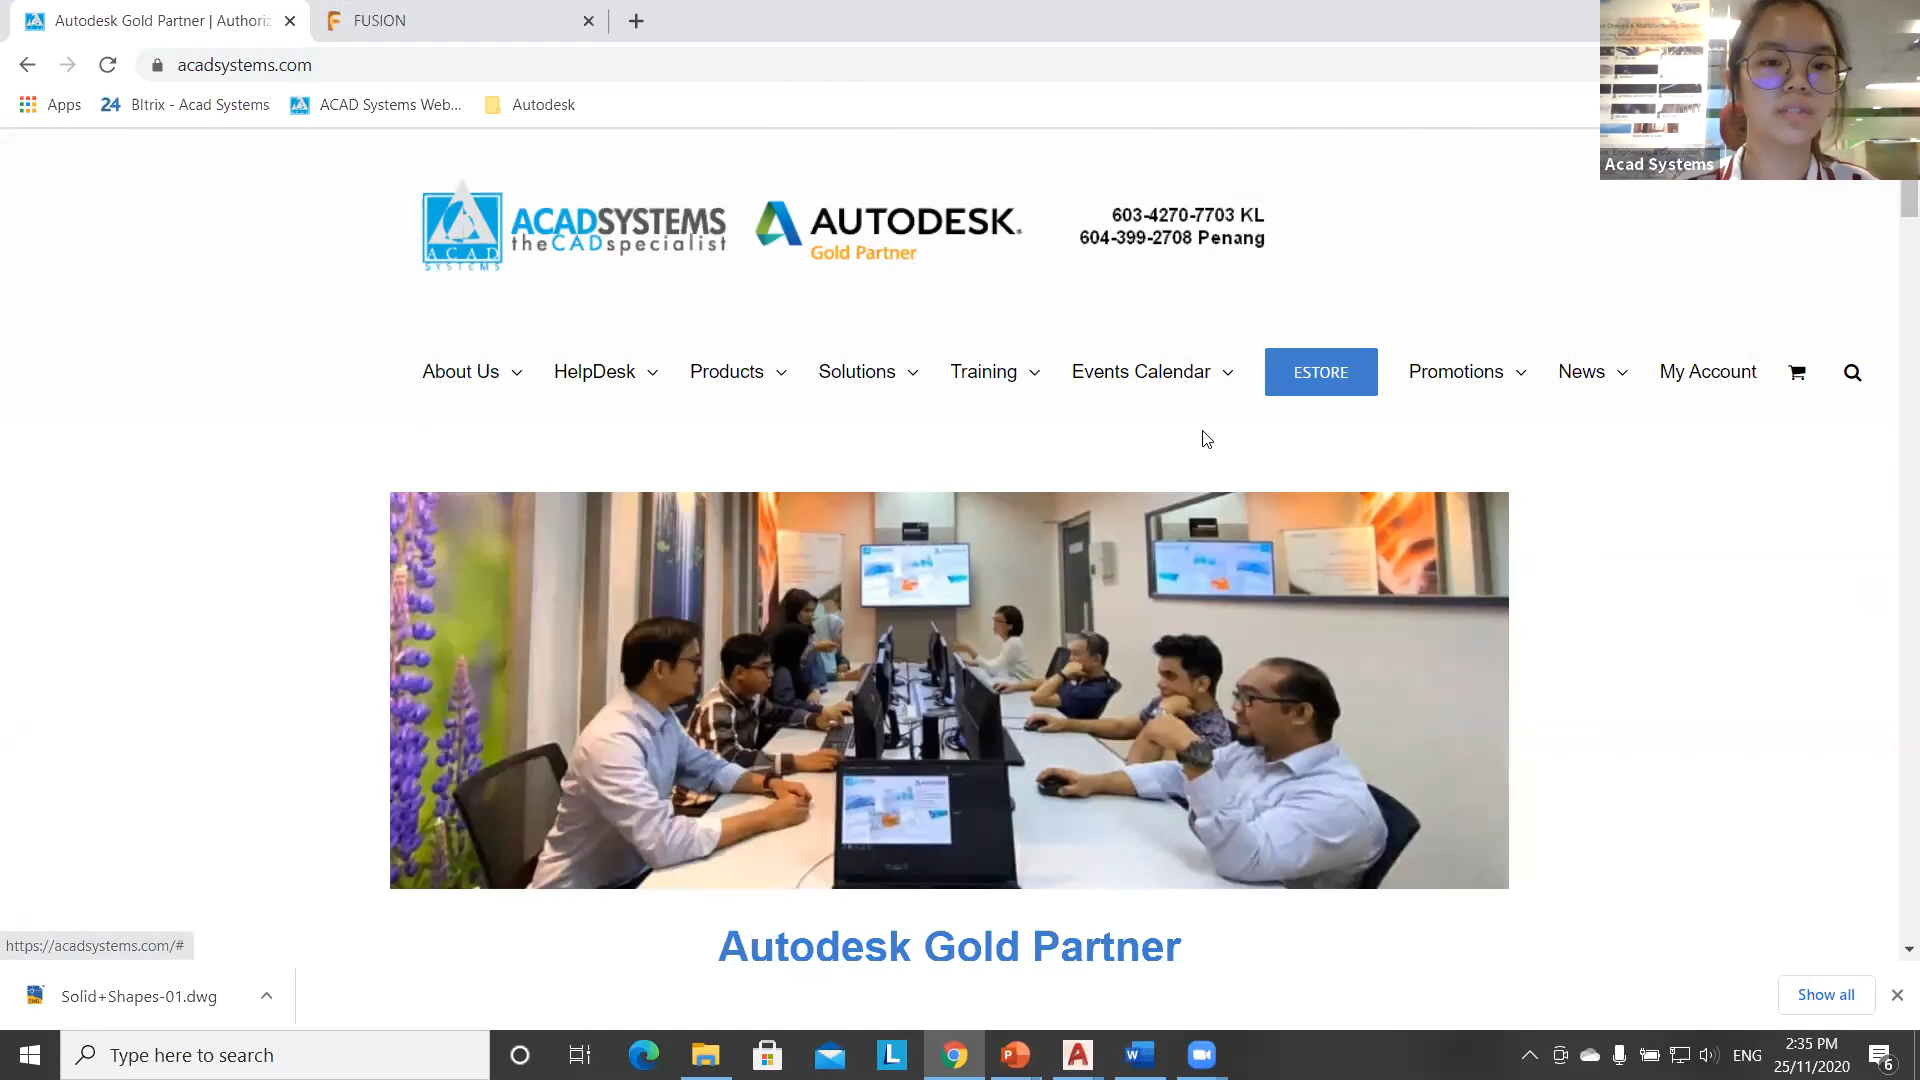 Autodesk Gold Partner | Authoriz
FUSION
acadsystems.com
Apps
24 BItrix - Acad Systems
ACAD Systems Web...
Autodesk
Acad Systems
ACADSYSTEMS
theCADspecialist
ACAD
SYSTEMS
AUTODESK.
Gold Partner
603-4270-7703 KL
604-399-2708 Penang
About Us
HelpDesk
Products
Solutions
Training
Events Calendar
ESTORE
Promotions
News
My Account
Autodesk Gold Partner
https://acadsystems.com/#
Solid+Shapes-01.dwg
Show all
Type here to search
ENG
2:35 PM
25/11/2020
6